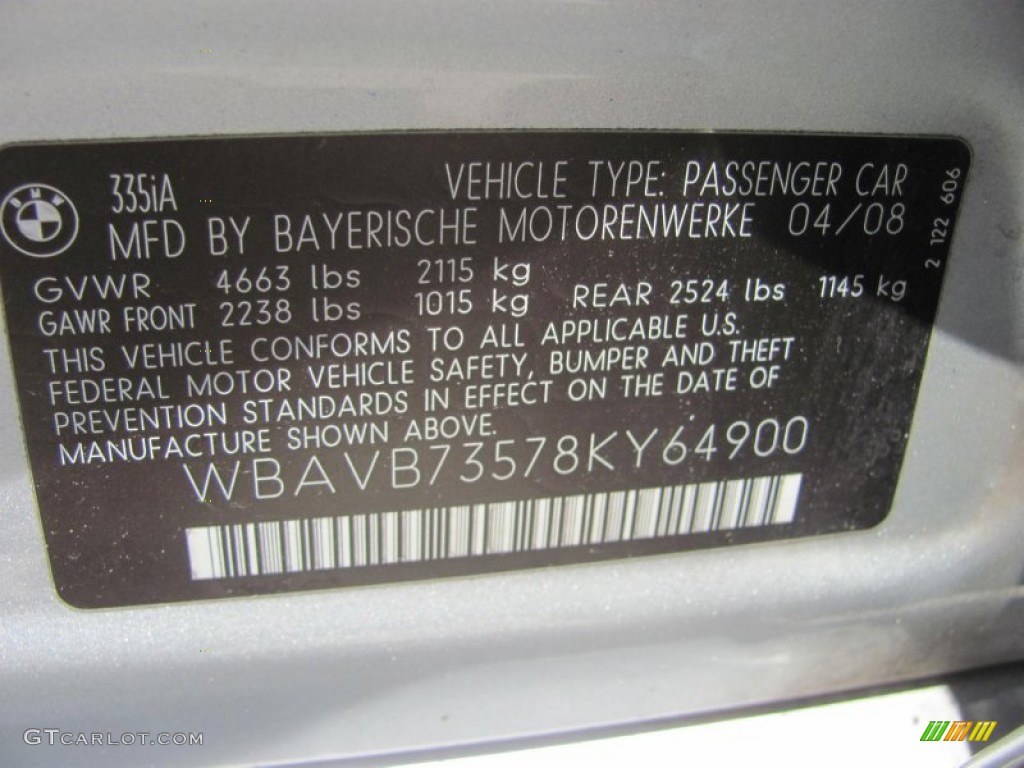 BMW
335iA VEHICLE TYPE: PASSENGER CAR
MFD BY BAYERISCHE MOTORENWERKE 04/08
GVWR 4663 lbs 2115 kg
GAWR FRONT 2238 lbs 1015 kg REAR 2524 lbs 1145 kg
THIS VEHICLE CONFORMS TO ALL APPLICABLE U.S.
FEDERAL MOTOR VEHICLE SAFETY, BUMPER AND THEFT
PREVENTION STANDARDS IN EFFECT ON THE DATE OF
MANUFACTURE SHOWN ABOVE.
WBAVB73578KY64900
2 122 606
GTCARLOT.COM